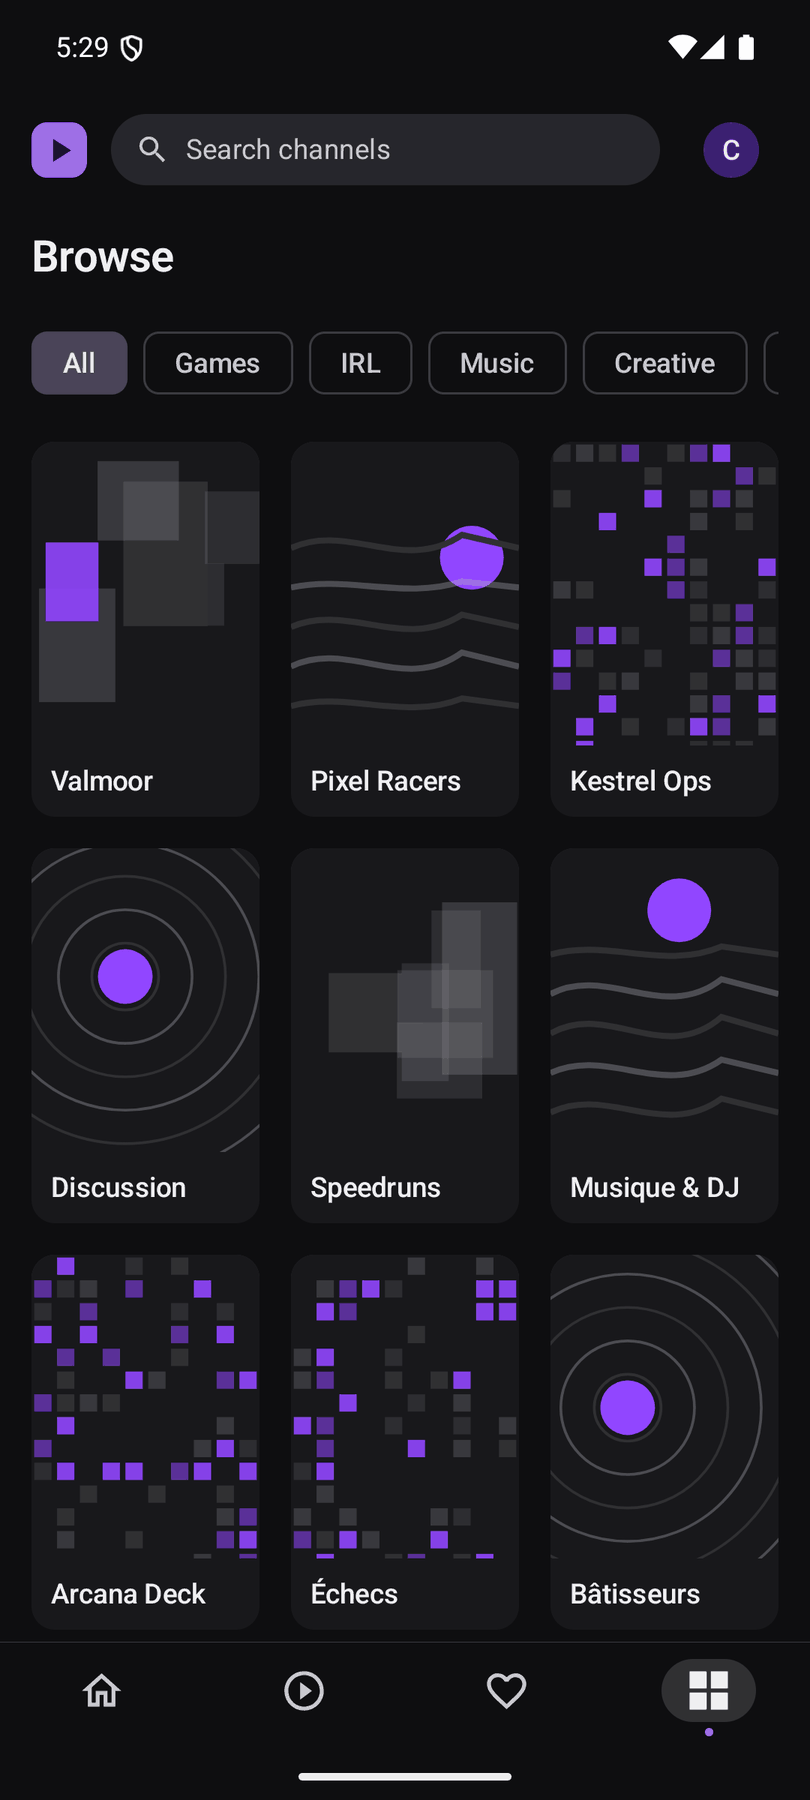 5:29
Search channels
C
Browse
All
Games
IRL
Music
Creative
Valmoor
Pixel Racers
Kestrel Ops
Discussion
Speedruns
Musique & DJ
Arcana Deck
Échecs
Bâtisseurs